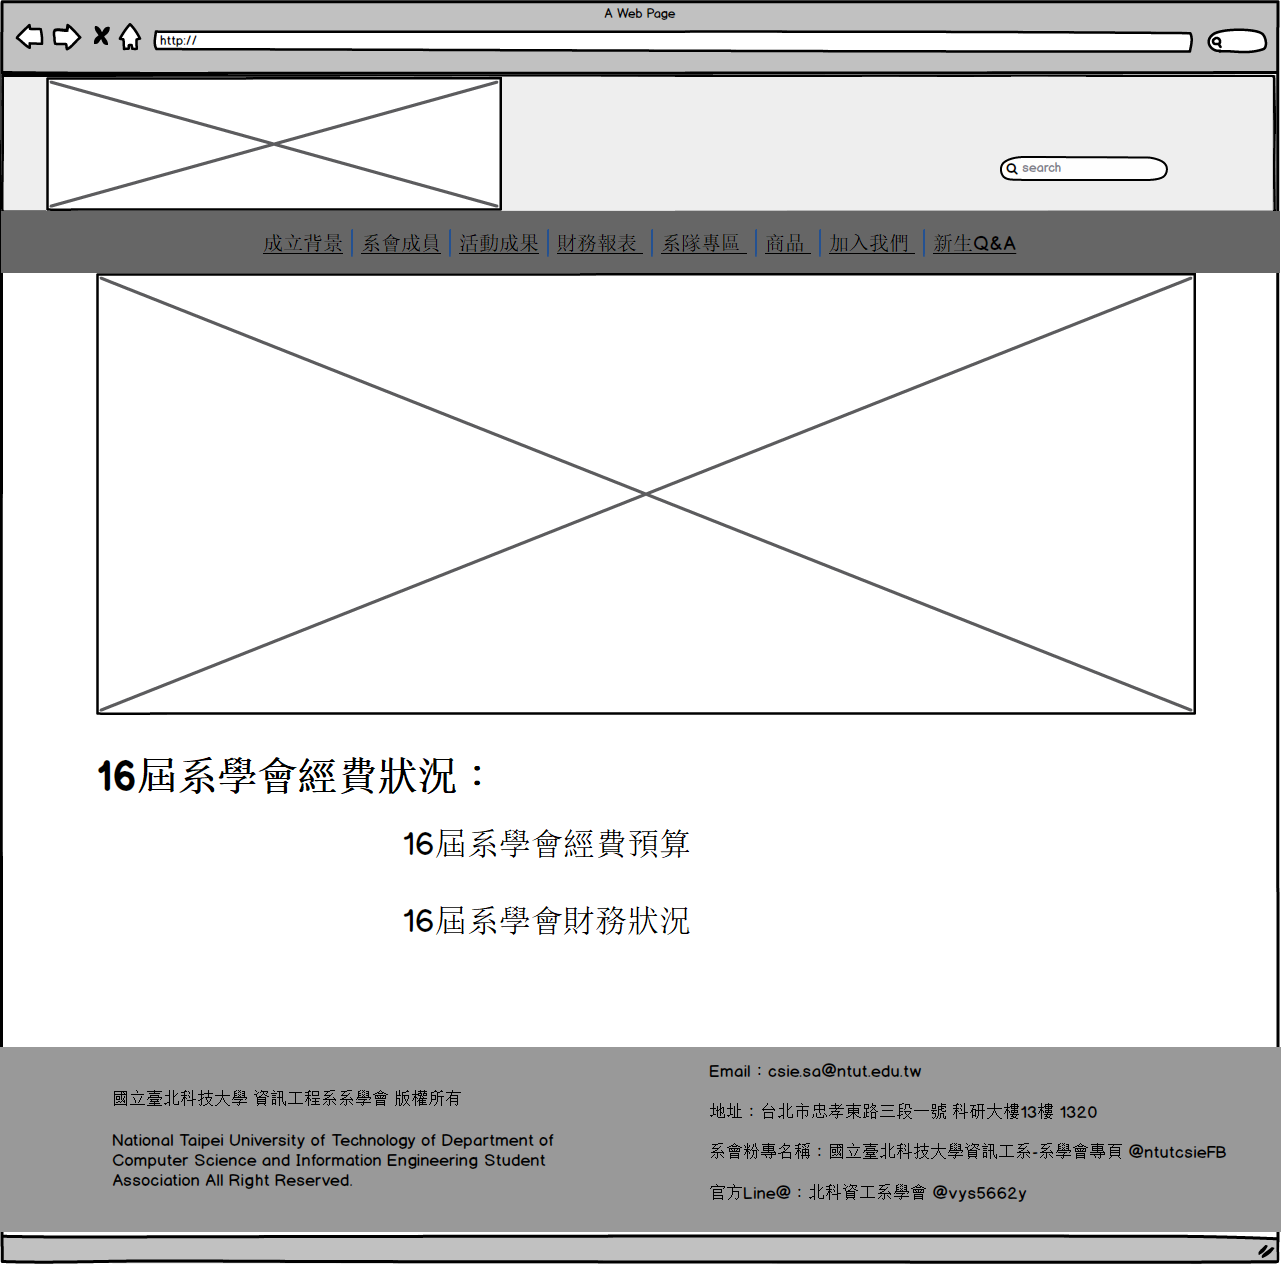 A Web Page
http://
search
成立背景 系會成員 活動成果 財務報表 系隊專區 商品 加入我們 新生Q&A
16屆系學會經費狀況：
16屆系學會經費預算
16屆系學會財務狀況
國立臺北科技大學 資訊工程系系學會 版權所有
National Taipei University of Technology of Department of
Computer Science and Information Engineering Student
Association All Right Reserved.
Email：csie.sa@ntut.edu.tw
地址：台北市忠孝東路三段一號 科研大樓13樓 1320
系會粉專名稱：國立臺北科技大學資訊工系-系學會專頁 @ntutcsieFB
官方Line@：北科資工系學會 @vys5662y